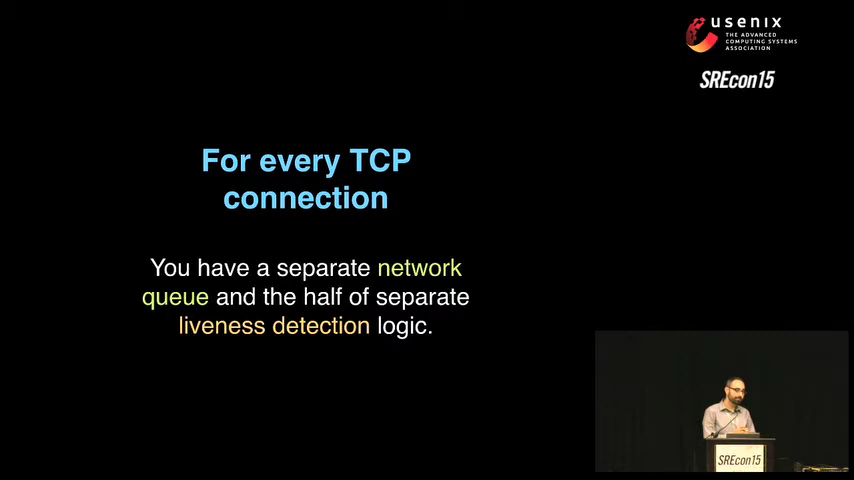 usenix
THE ADVANCED
COMPUTING SYSTEMS
ASSOCIATION
SREcon15
For every TCP
connection
You have a separate network
queue and the half of separate
liveness detection logic.
SREcon15